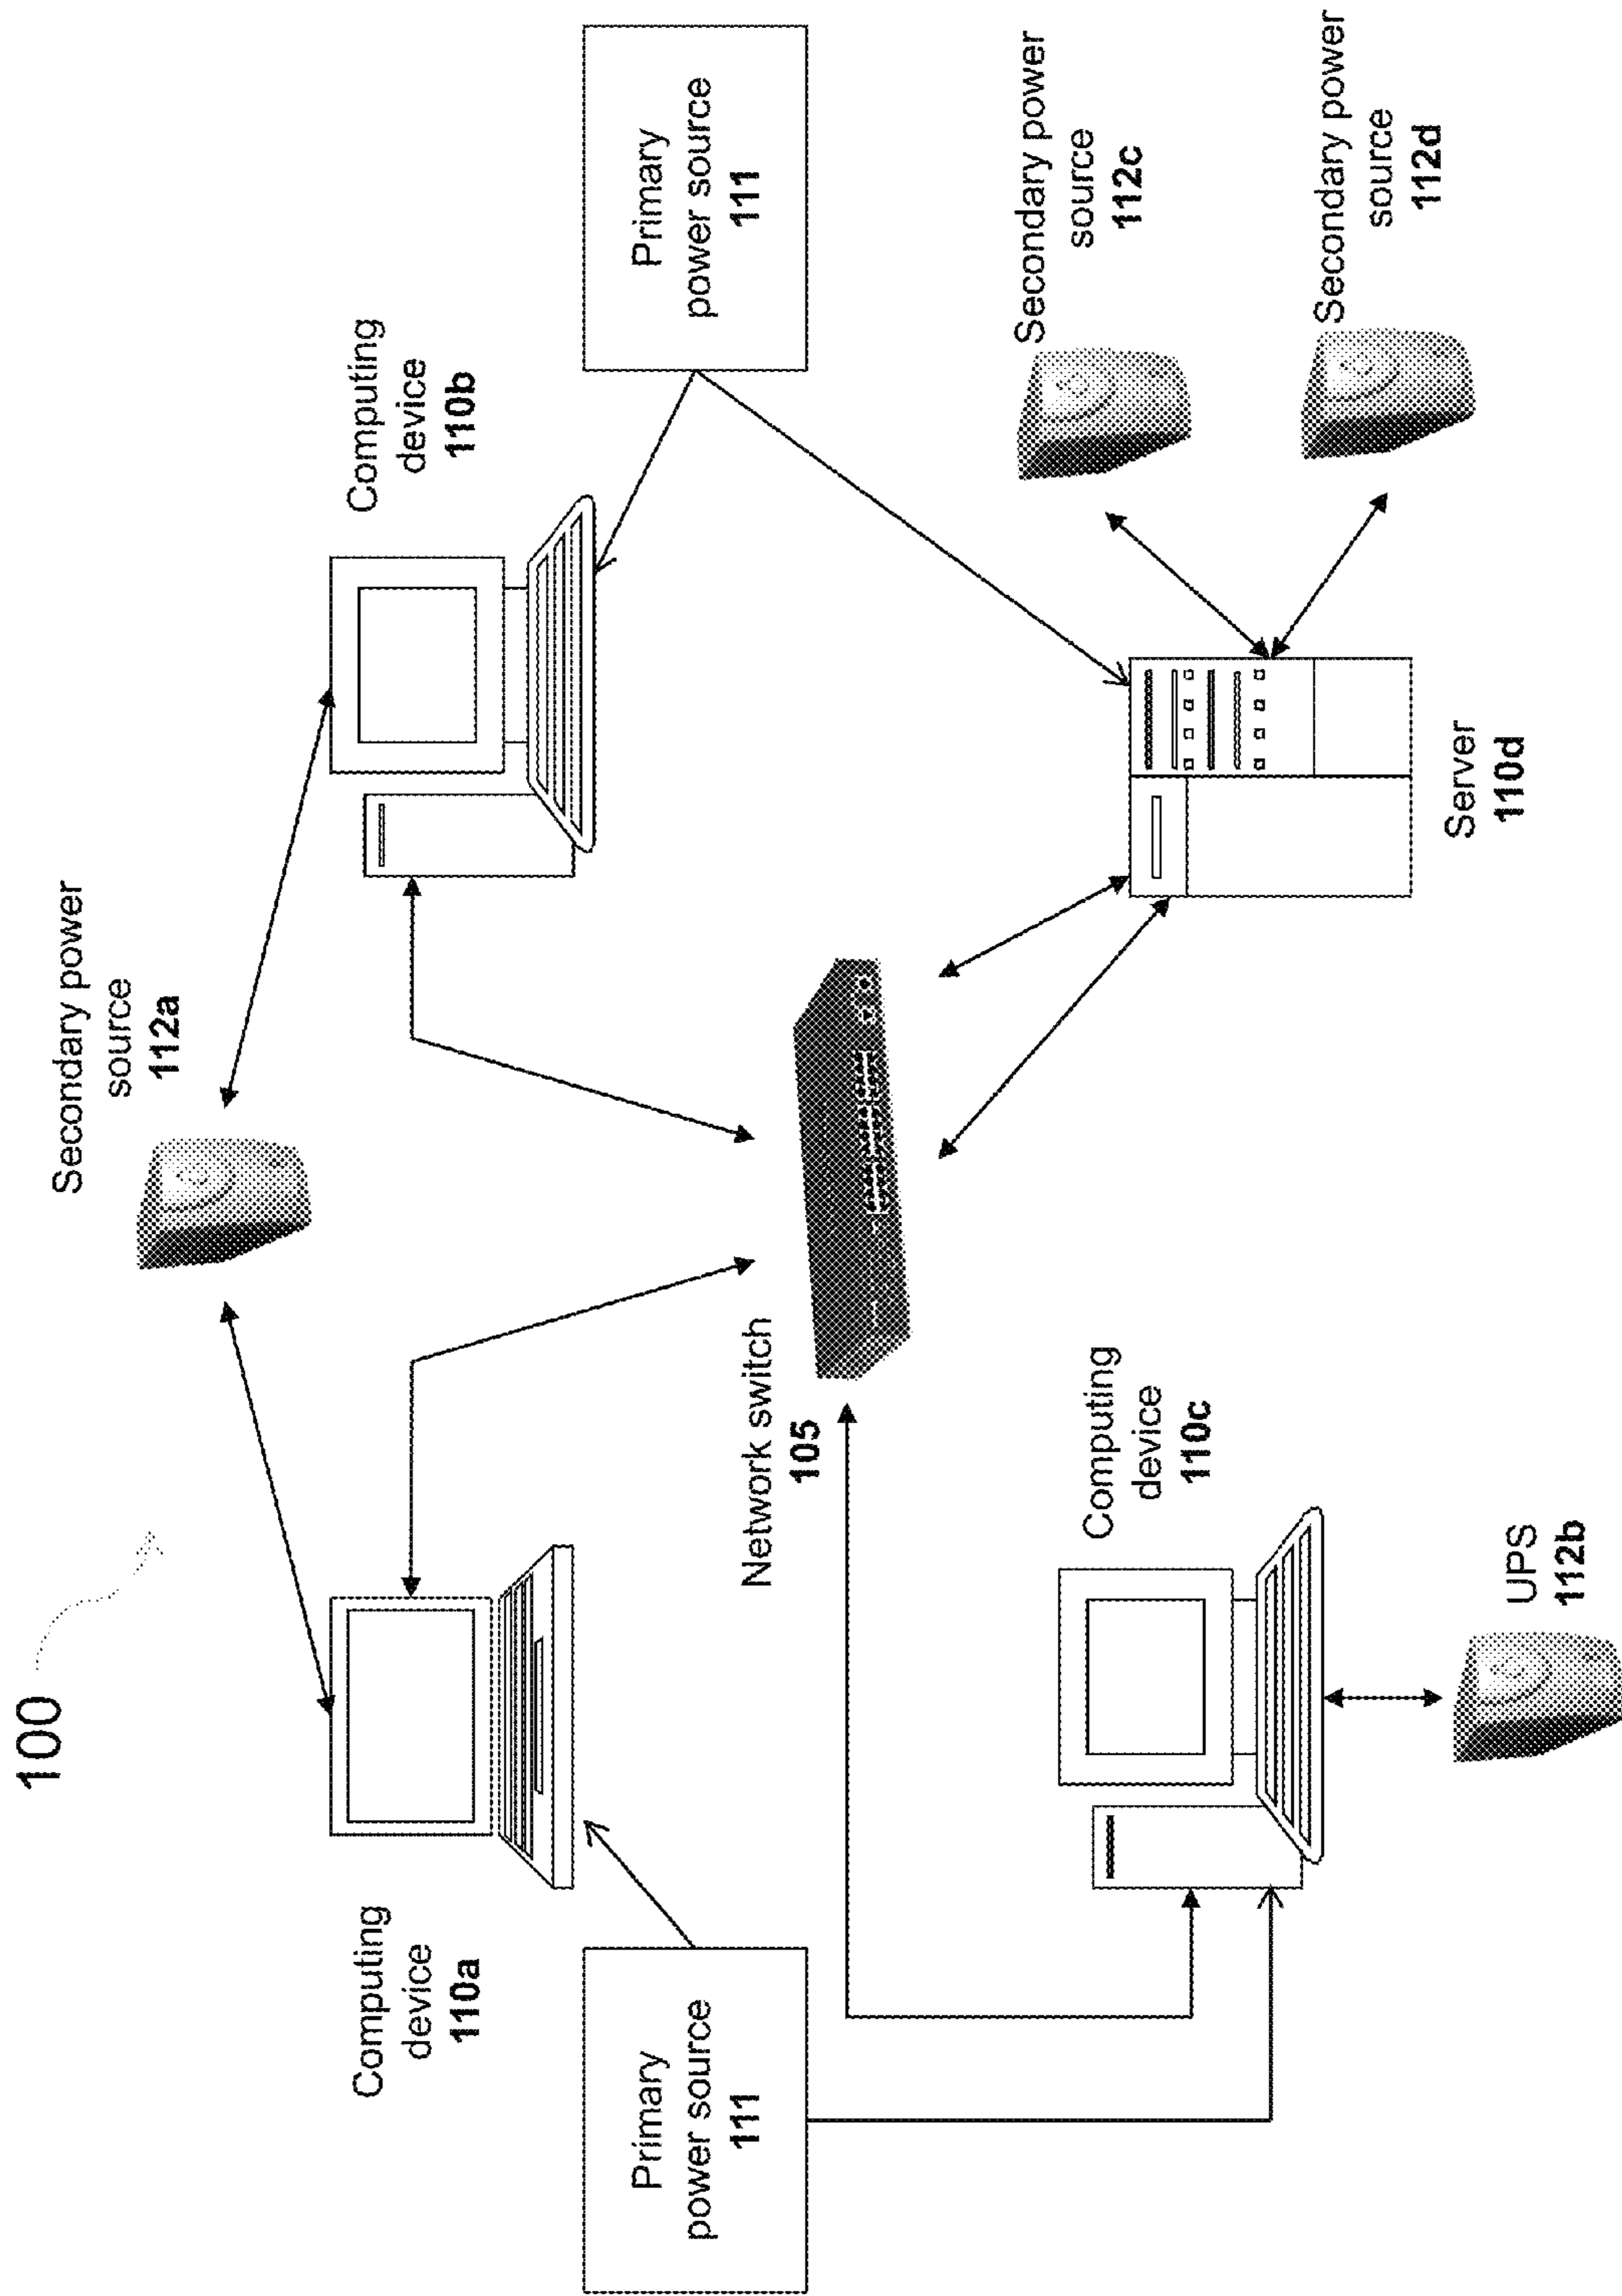 100
Secondary power
source
112a
Computing
device
110a
Computing
device
110b
Primary
power source
111
Primary
power source
111
Network switch
105
Computing
device
110c
Secondary power
source
112c
Secondary power
source
112d
Server
110d
UPS
112b